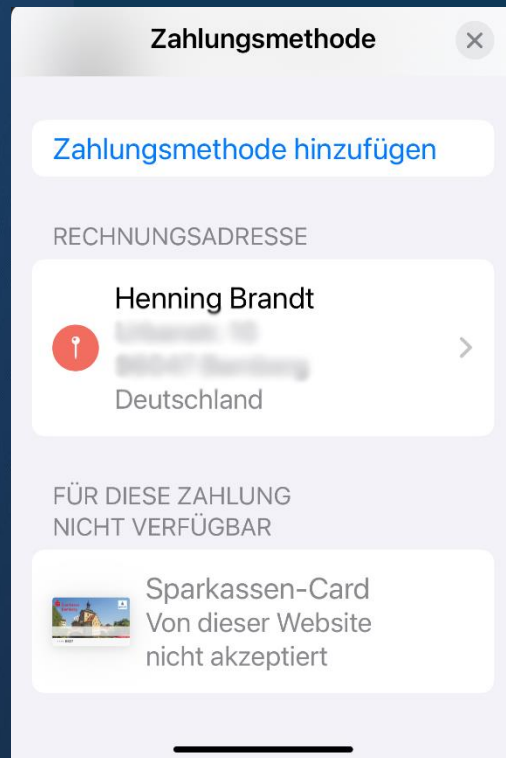 Zahlungsmethode
Zahlungsmethode hinzufügen
RECHNUNGSADRESSE
Henning Brandt
Deutschland
FÜR DIESE ZAHLUNG
NICHT VERFÜGBAR
Sparkassen-Card
Von dieser Website
nicht akzeptiert